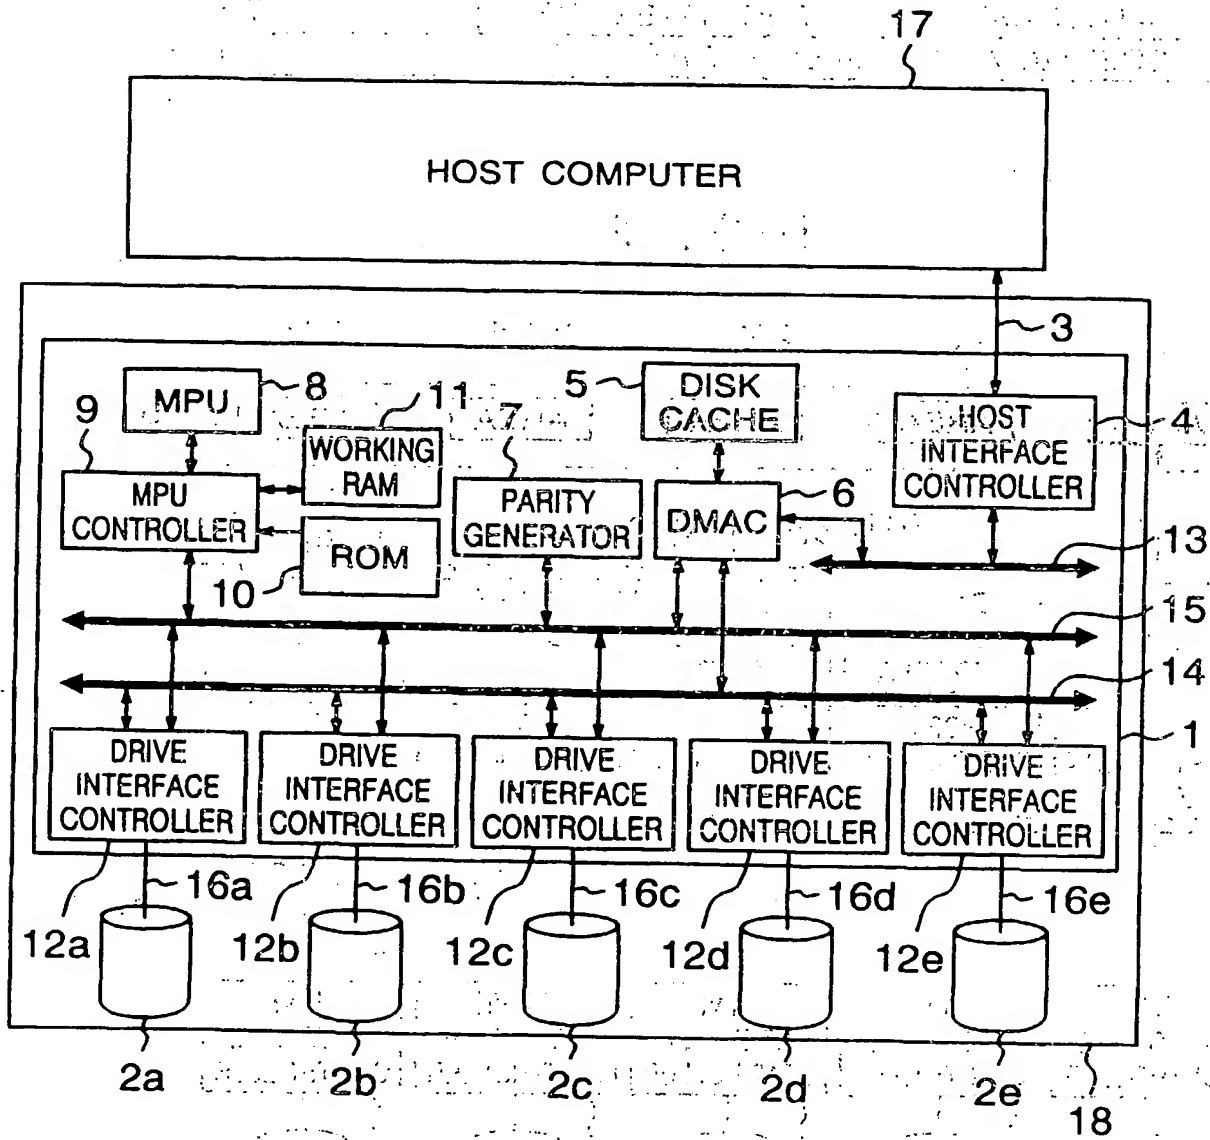 17
HOST COMPUTER
3
MPU
8
9
11
WORKING
RAM
MPU
CONTROLLER
ROM
10
7
PARITY
GENERATOR
5
DISK
CACHE
6
DMAC
HOST
INTERFACE
CONTROLLER
4
13
15
14
1
DRIVE
INTERFACE
CONTROLLER
DRIVE
INTERFACE
CONTROLLER
DRIVE
INTERFACE
CONTROLLER
DRIVE
INTERFACE
CONTROLLER
DRIVE
INTERFACE
CONTROLLER
16a
16b
16c
16d
16e
12a
12b
12c
12d
12e
2a
2b
2c
2d
2e
18